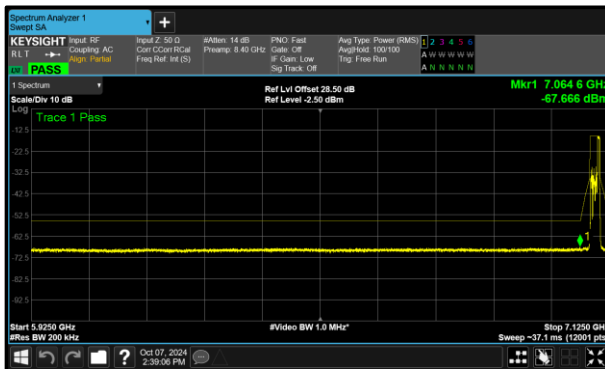 Spectrum Analyzer 1
Swept SA
+
KEYSIGHT
RLT
PASS
Input: RF
Coupling: AC
Align: Partial
Input Z: 50 Ω
Corr CCorr RCal
Freq Ref: Int (S)
#Atten: 14 dB
Preamp: 8.40 GHz
PNO: Fast
Gate: Off
IF Gain: Low
Sig Track: Off
Avg Type: Power (RMS)
Avg|Hold: 100/100
Trig: Free Run
1 2 3 4 5 6
A W W W W W
A N N N N N
1 Spectrum
Scale/Div 10 dB
Ref Lvl Offset 28.50 dB
Ref Level -2.50 dBm
Mkr1 7.064 6 GHz
-67.666 dBm
Log
Trace 1 Pass
-12.5
-22.5
-32.5
-42.5
-52.5
-62.5
-72.5
-82.5
-92.5
1
Start 5.9250 GHz
#Res BW 200 kHz
#Video BW 1.0 MHz*
Stop 7.1250 GHz
Sweep ~37.1 ms (12001 pts)
?
Oct 07, 2024
2:39:06 PM